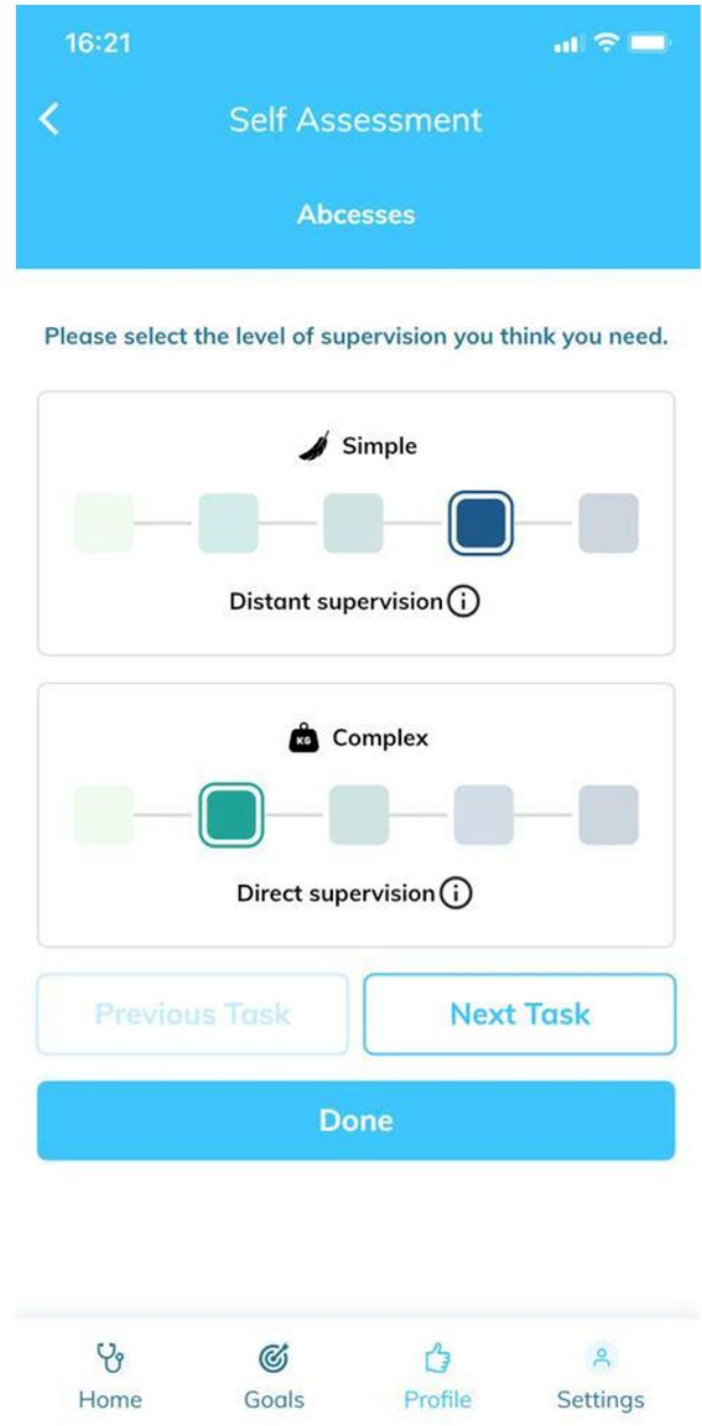 16:21
Self Assessment
Abcesses
Please select the level of supervision you think you need.
Simple
Distant supervision i
KG Complex
Direct supervision i
Previous Task Next Task
Done
Home Goals Profile Settings